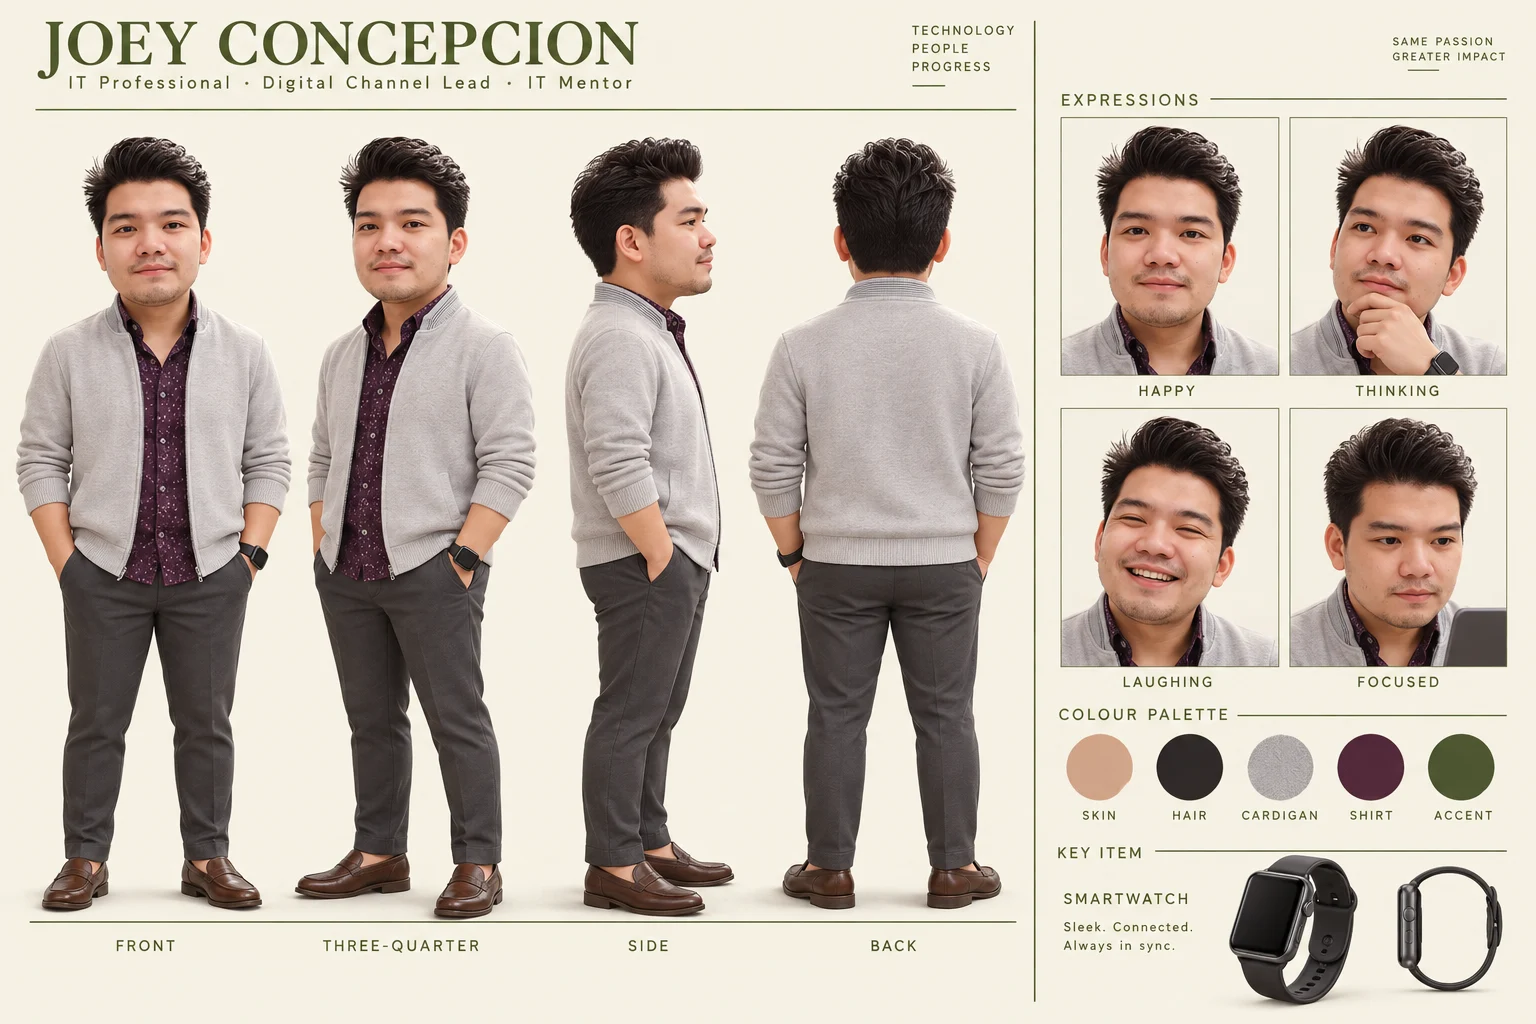 JOEY CONCEPCION
IT Professional · Digital Channel Lead · IT Mentor
TECHNOLOGY
PEOPLE
PROGRESS
FRONT
THREE-QUARTER
SIDE
BACK
SAME PASSION
GREATER IMPACT
EXPRESSIONS
HAPPY
THINKING
LAUGHING
FOCUSED
COLOUR PALETTE
SKIN
HAIR
CARDIGAN
SHIRT
ACCENT
KEY ITEM
SMARTWATCH
Sleek. Connected.
Always in sync.